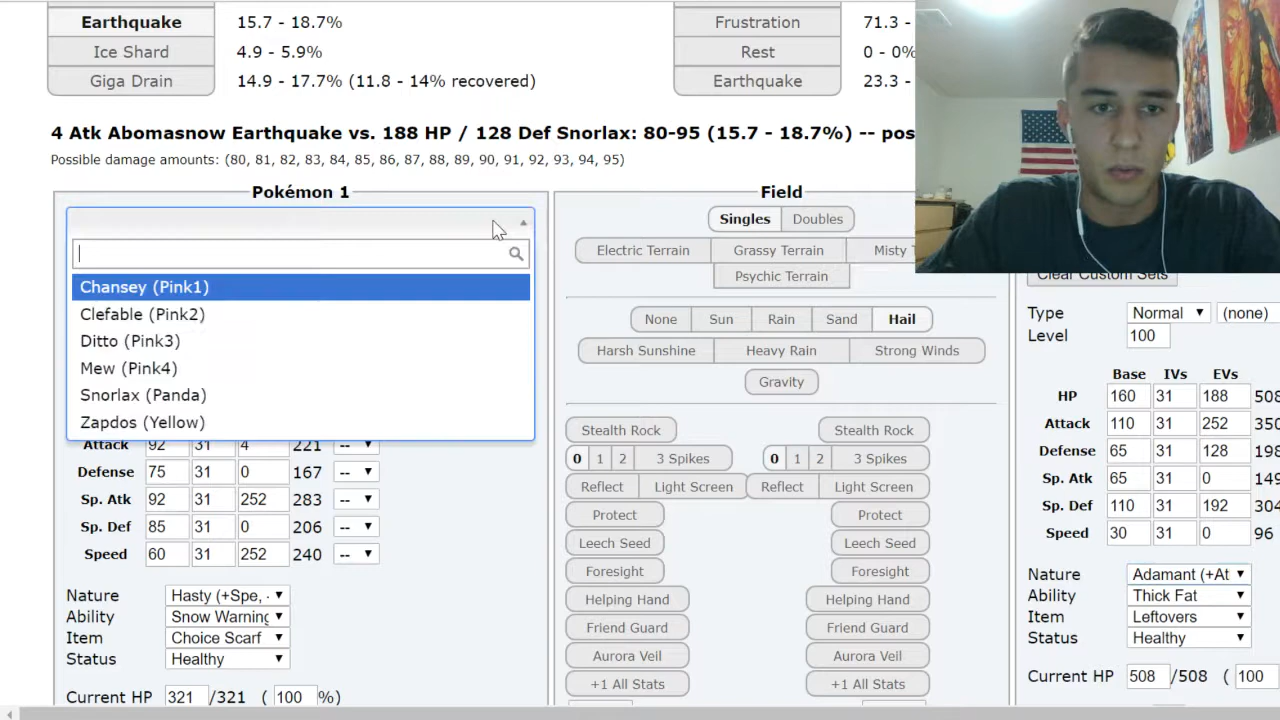 Earthquake 15.7 - 18.7%
Frustration 71.3 -
Ice Shard 4.9 - 5.9%
Rest 0 - 0%
Giga Drain 14.9 - 17.7% (11.8 - 14% recovered)
Earthquake 23.3 -
4 Atk Abomasnow Earthquake vs. 188 HP / 128 Def Snorlax: 80-95 (15.7 - 18.7%) -- pos
Possible damage amounts: (80, 81, 82, 83, 84, 85, 86, 87, 88, 89, 90, 91, 92, 93, 94, 95)
Pokémon 1
Chansey (Pink1)
Clefable (Pink2)
Ditto (Pink3)
Mew (Pink4)
Snorlax (Panda)
Zapdos (Yellow)
Attack 92 31 4 221 --
Defense 75 31 0 167 --
Sp. Atk 92 31 252 283 --
Sp. Def 85 31 0 206 --
Speed 60 31 252 240 --
Nature Hasty (+Spe, -
Ability Snow Warning
Item Choice Scarf
Status Healthy
Current HP 321 /321 ( 100 %)
Field
Singles Doubles
Electric Terrain Grassy Terrain Misty T
Psychic Terrain
None Sun Rain Sand Hail
Harsh Sunshine Heavy Rain Strong Winds
Gravity
Stealth Rock Stealth Rock
0 1 2 3 Spikes 0 1 2 3 Spikes
Reflect Light Screen Reflect Light Screen
Protect Protect
Leech Seed Leech Seed
Foresight Foresight
Helping Hand Helping Hand
Friend Guard Friend Guard
Aurora Veil Aurora Veil
+1 All Stats +1 All Stats
Clear Custom Sets
Type Normal (none)
Level 100
Base IVs EVs
HP 160 31 188 508
Attack 110 31 252 350
Defense 65 31 128 198
Sp. Atk 65 31 0 149
Sp. Def 110 31 192 304
Speed 30 31 0 96
Nature Adamant (+At
Ability Thick Fat
Item Leftovers
Status Healthy
Current HP 508 /508 ( 100